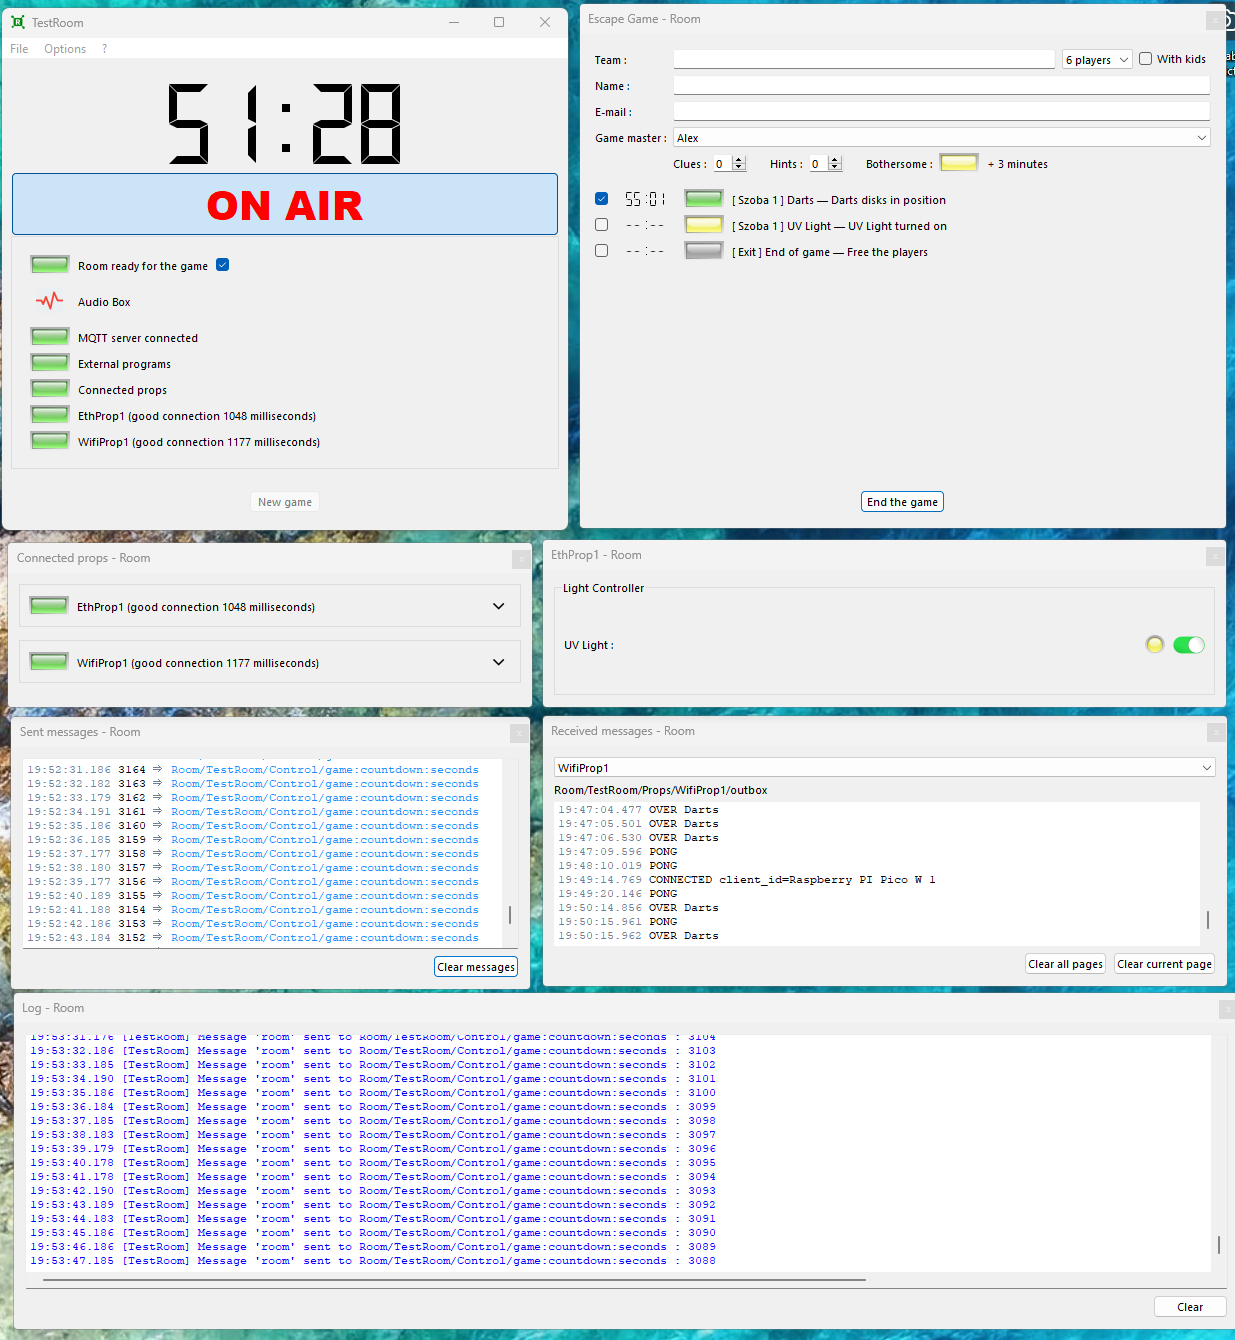 TestRoom
File Options ?
51:28
ON AIR
Room ready for the game
Audio Box
MQTT server connected
External programs
Connected props
EthProp1 (good connection 1048 milliseconds)
WifiProp1 (good connection 1177 milliseconds)
New game
Escape Game - Room
Team :
6 players
With kids
Name :
E-mail :
Game master :
Alex
Clues : 0 Hints : 0 Bothersome : + 3 minutes
55:01 [ Szoba 1 ] Darts — Darts disks in position
--:-- [ Szoba 1 ] UV Light — UV Light turned on
--:-- [ Exit ] End of game — Free the players
End the game
Connected props - Room
EthProp1 (good connection 1048 milliseconds)
WifiProp1 (good connection 1177 milliseconds)
EthProp1 - Room
Light Controller
UV Light :
Sent messages - Room
19:52:31.186 3164 ⇒ Room/TestRoom/Control/game:countdown:seconds
19:52:32.182 3163 ⇒ Room/TestRoom/Control/game:countdown:seconds
19:52:33.179 3162 ⇒ Room/TestRoom/Control/game:countdown:seconds
19:52:34.191 3161 ⇒ Room/TestRoom/Control/game:countdown:seconds
19:52:35.186 3160 ⇒ Room/TestRoom/Control/game:countdown:seconds
19:52:36.185 3159 ⇒ Room/TestRoom/Control/game:countdown:seconds
19:52:37.177 3158 ⇒ Room/TestRoom/Control/game:countdown:seconds
19:52:38.180 3157 ⇒ Room/TestRoom/Control/game:countdown:seconds
19:52:39.177 3156 ⇒ Room/TestRoom/Control/game:countdown:seconds
19:52:40.189 3155 ⇒ Room/TestRoom/Control/game:countdown:seconds
19:52:41.188 3154 ⇒ Room/TestRoom/Control/game:countdown:seconds
19:52:42.186 3153 ⇒ Room/TestRoom/Control/game:countdown:seconds
19:52:43.184 3152 ⇒ Room/TestRoom/Control/game:countdown:seconds
Clear messages
Received messages - Room
WifiProp1
Room/TestRoom/Props/WifiProp1/outbox
19:47:04.477 OVER Darts
19:47:05.501 OVER Darts
19:47:06.530 OVER Darts
19:47:09.596 PONG
19:48:10.019 PONG
19:49:14.769 CONNECTED client_id=Raspberry PI Pico W 1
19:49:20.146 PONG
19:50:14.856 OVER Darts
19:50:15.961 PONG
19:50:15.962 OVER Darts
Clear all pages
Clear current page
Log - Room
19:53:31.176 [TestRoom] Message 'room' sent to Room/TestRoom/Control/game:countdown:seconds : 3104
19:53:32.186 [TestRoom] Message 'room' sent to Room/TestRoom/Control/game:countdown:seconds : 3103
19:53:33.185 [TestRoom] Message 'room' sent to Room/TestRoom/Control/game:countdown:seconds : 3102
19:53:34.190 [TestRoom] Message 'room' sent to Room/TestRoom/Control/game:countdown:seconds : 3101
19:53:35.186 [TestRoom] Message 'room' sent to Room/TestRoom/Control/game:countdown:seconds : 3100
19:53:36.184 [TestRoom] Message 'room' sent to Room/TestRoom/Control/game:countdown:seconds : 3099
19:53:37.185 [TestRoom] Message 'room' sent to Room/TestRoom/Control/game:countdown:seconds : 3098
19:53:38.183 [TestRoom] Message 'room' sent to Room/TestRoom/Control/game:countdown:seconds : 3097
19:53:39.179 [TestRoom] Message 'room' sent to Room/TestRoom/Control/game:countdown:seconds : 3096
19:53:40.178 [TestRoom] Message 'room' sent to Room/TestRoom/Control/game:countdown:seconds : 3095
19:53:41.178 [TestRoom] Message 'room' sent to Room/TestRoom/Control/game:countdown:seconds : 3094
19:53:42.190 [TestRoom] Message 'room' sent to Room/TestRoom/Control/game:countdown:seconds : 3093
19:53:43.189 [TestRoom] Message 'room' sent to Room/TestRoom/Control/game:countdown:seconds : 3092
19:53:44.183 [TestRoom] Message 'room' sent to Room/TestRoom/Control/game:countdown:seconds : 3091
19:53:45.186 [TestRoom] Message 'room' sent to Room/TestRoom/Control/game:countdown:seconds : 3090
19:53:46.186 [TestRoom] Message 'room' sent to Room/TestRoom/Control/game:countdown:seconds : 3089
19:53:47.185 [TestRoom] Message 'room' sent to Room/TestRoom/Control/game:countdown:seconds : 3088
Clear